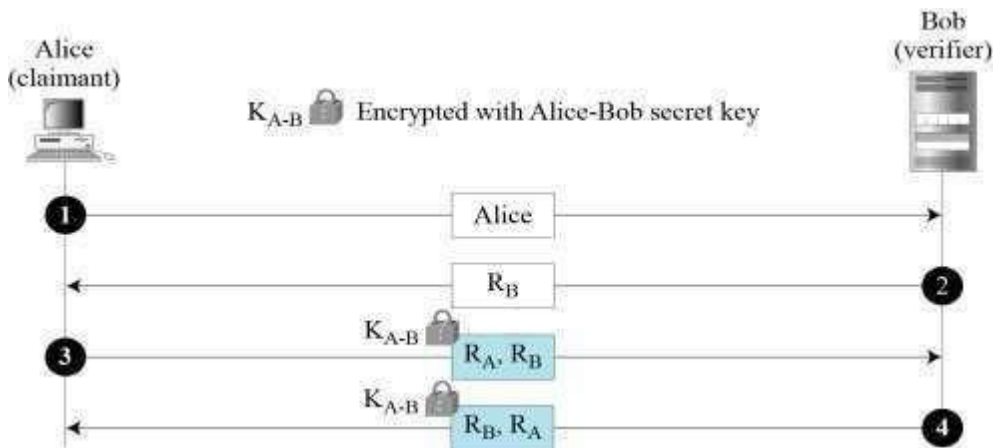 Alice
(claimant)
Bob
(verifier)
K_A-B Encrypted with Alice-Bob secret key
1
Alice
R_B
2
3
K_A-B
R_A, R_B
K_A-B
R_B, R_A
4